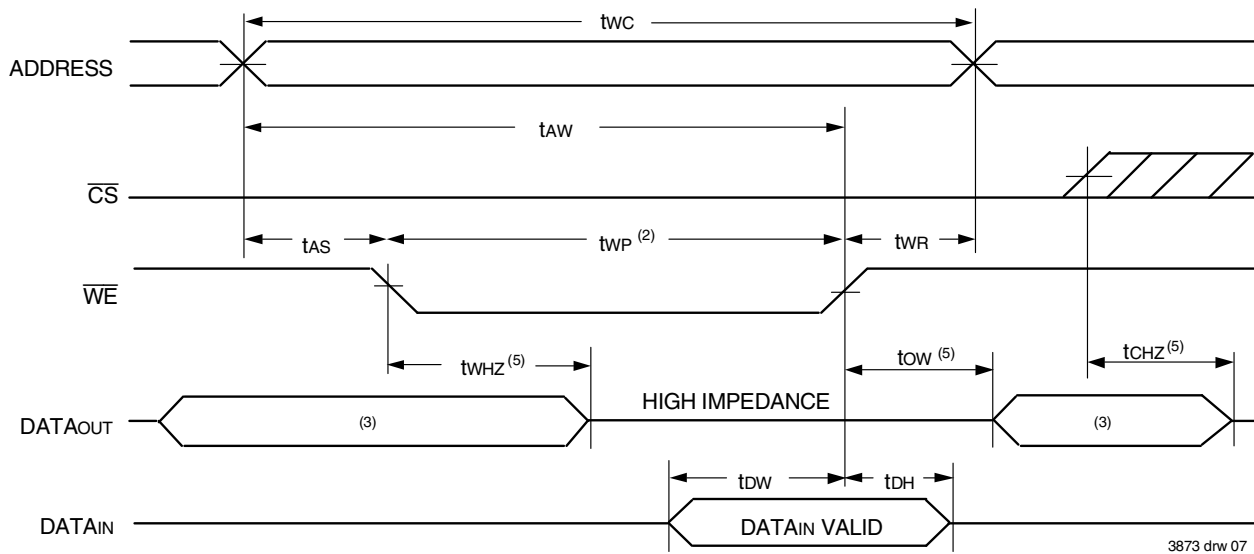 tWC
ADDRESS
tAW
CS
tAS
tWP (2)
tWR
WE
tWHZ (5)
tOW (5)
tCHZ (5)
HIGH IMPEDANCE
DATAOUT
(3)
(3)
tDW
tDH
DATAIN
DATAIN VALID
3873 drw 07